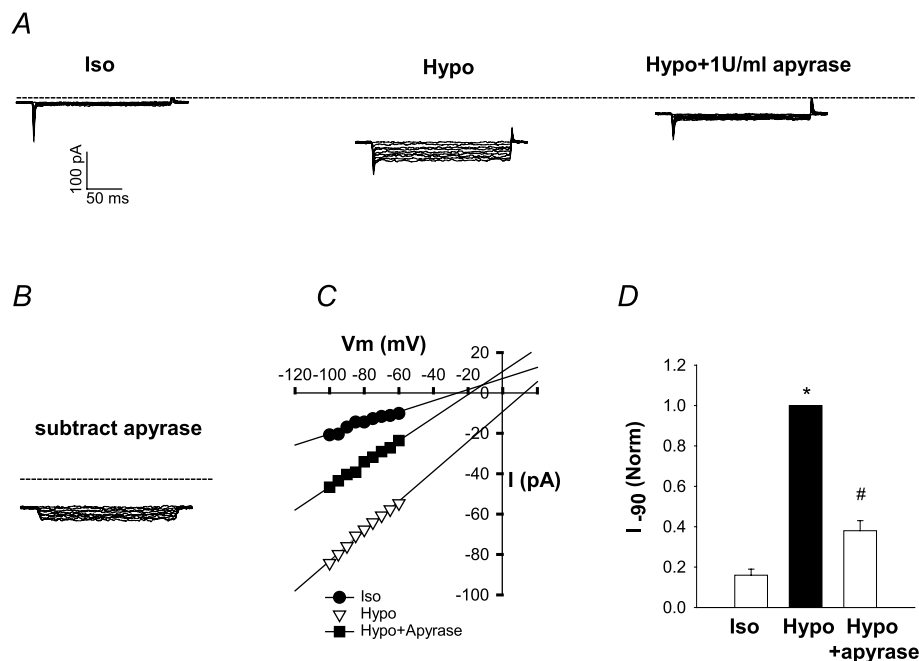 A
Iso
Hypo
Hypo+1U/ml apyrase
100 pA
50 ms
B
subtract apyrase
C
Vm (mV)
-120 -100 -80 -60 -40 -20 0 20
20
0
-20
-40
-60
-80
-100
I (pA)
Iso
Hypo
Hypo+Apyrase
D
I -90 (Norm)
1.2
1.0
0.8
0.6
0.4
0.2
0.0
*
#
Iso
Hypo
Hypo
+apyrase